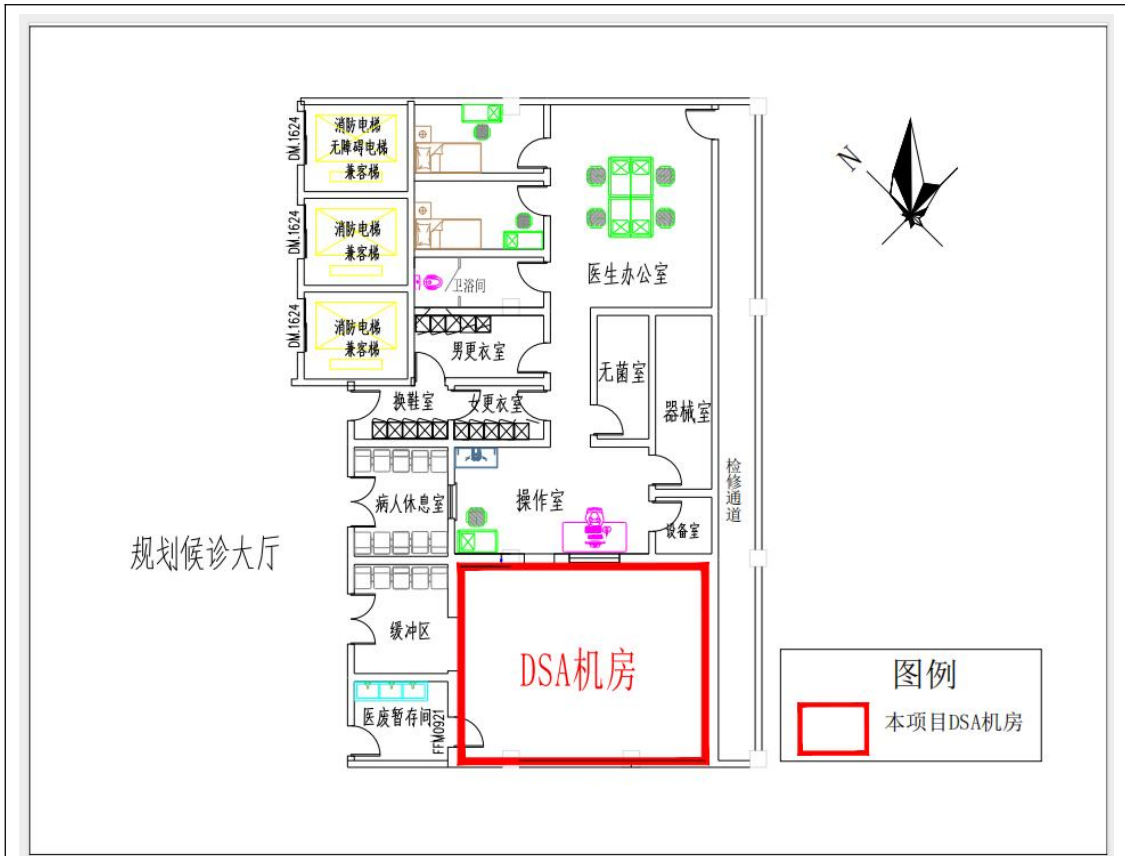 DM.1624
消防电梯
无障碍电梯
兼客梯
N
DM.1624
消防电梯
兼客梯
医生办公室
卫浴间
DM.1624
消防电梯
兼客梯
男更衣室
无菌室
换鞋室
女更衣室
器械室
检修通道
病人休息室
操作室
设备室
规划候诊大厅
缓冲区
DSA机房
图例
本项目DSA机房
医废暂存间
FFM0921